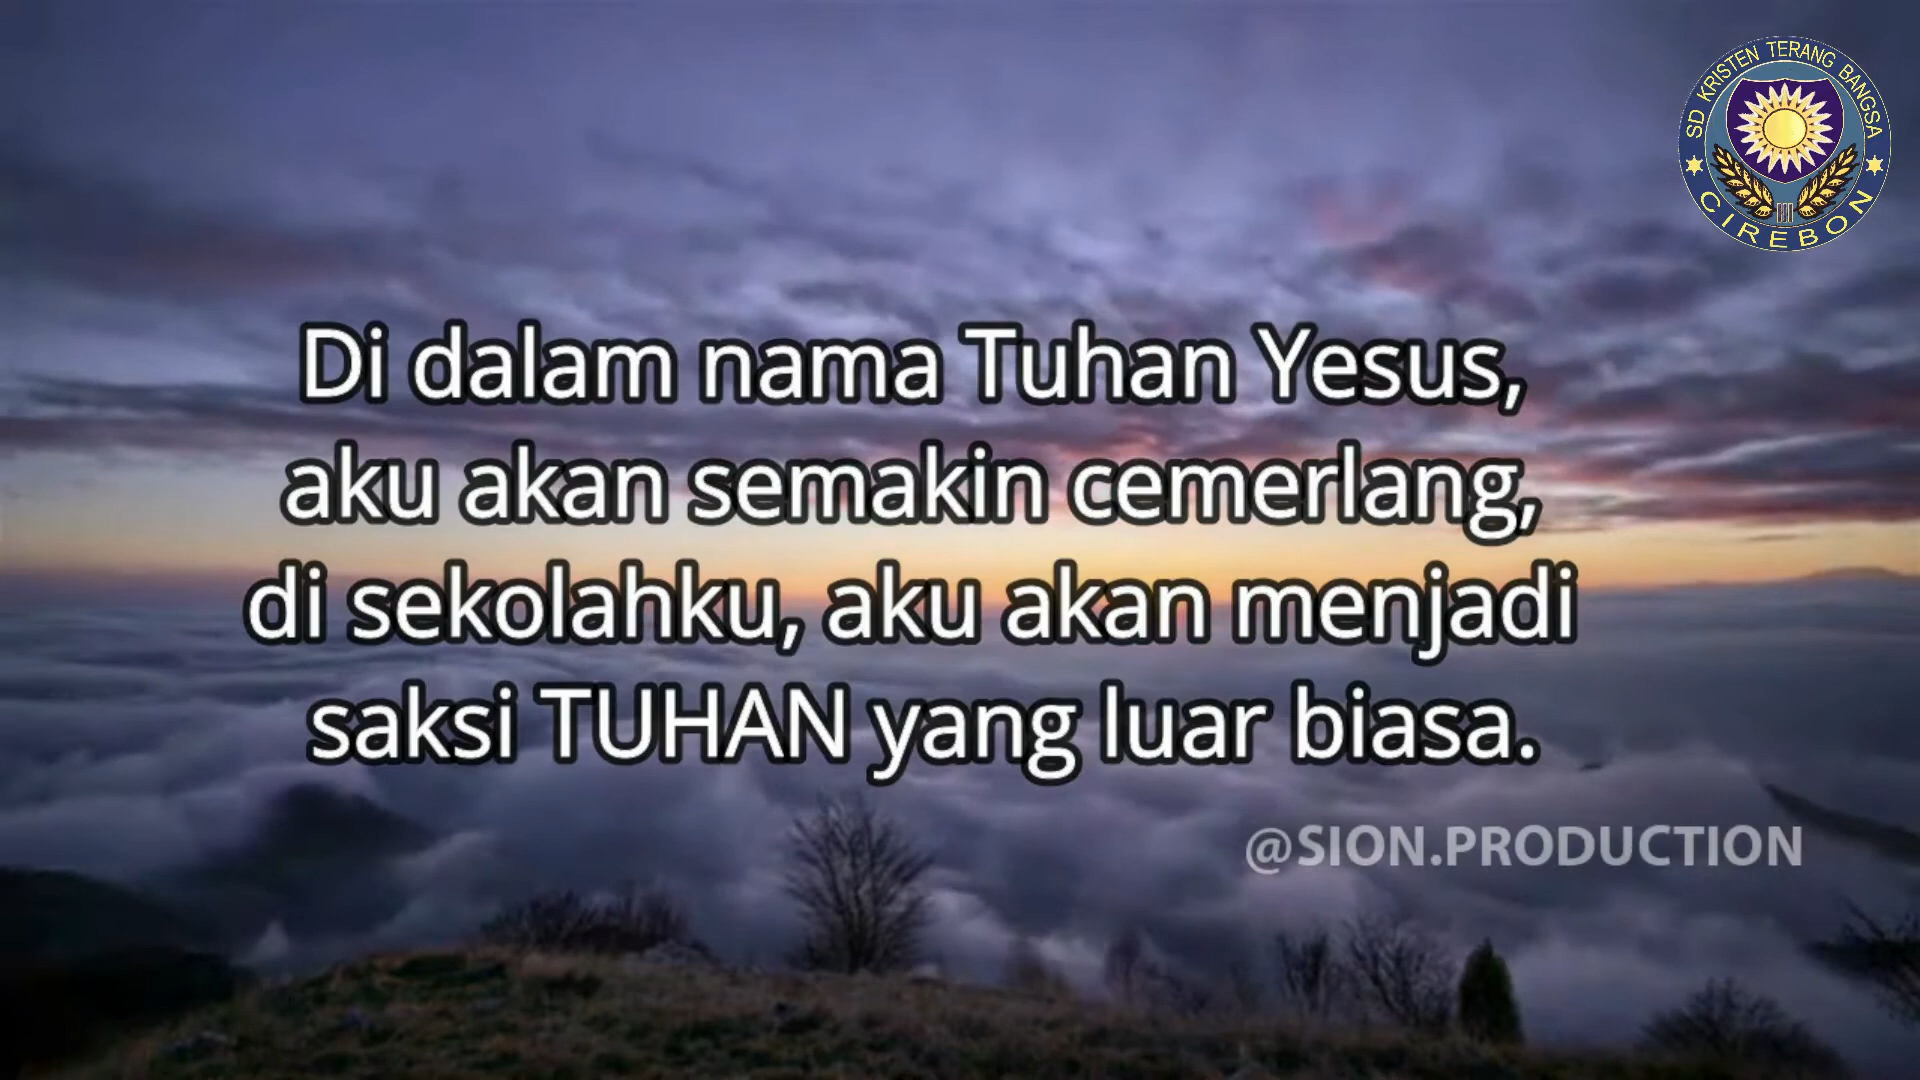 SD KRISTEN TERANG BANGSA
CIREBON
Di dalam nama Tuhan Yesus,
aku akan semakin cemerlang,
di sekolahku, aku akan menjadi
saksi TUHAN yang luar biasa.
@SION.PRODUCTION